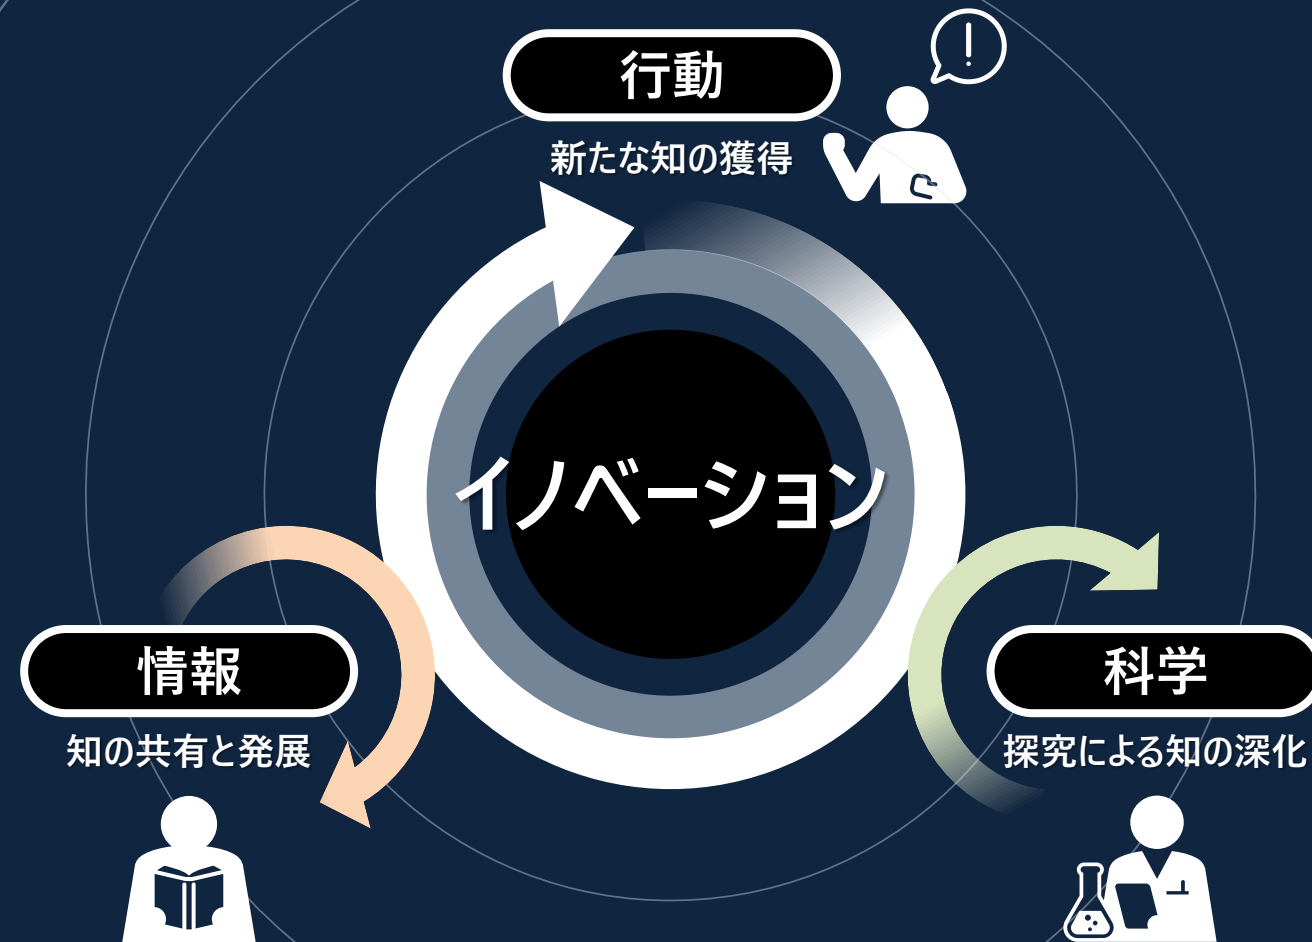 行動
新たな知の獲得
イノベーション
情報
知の共有と発展
科学
探究による知の深化